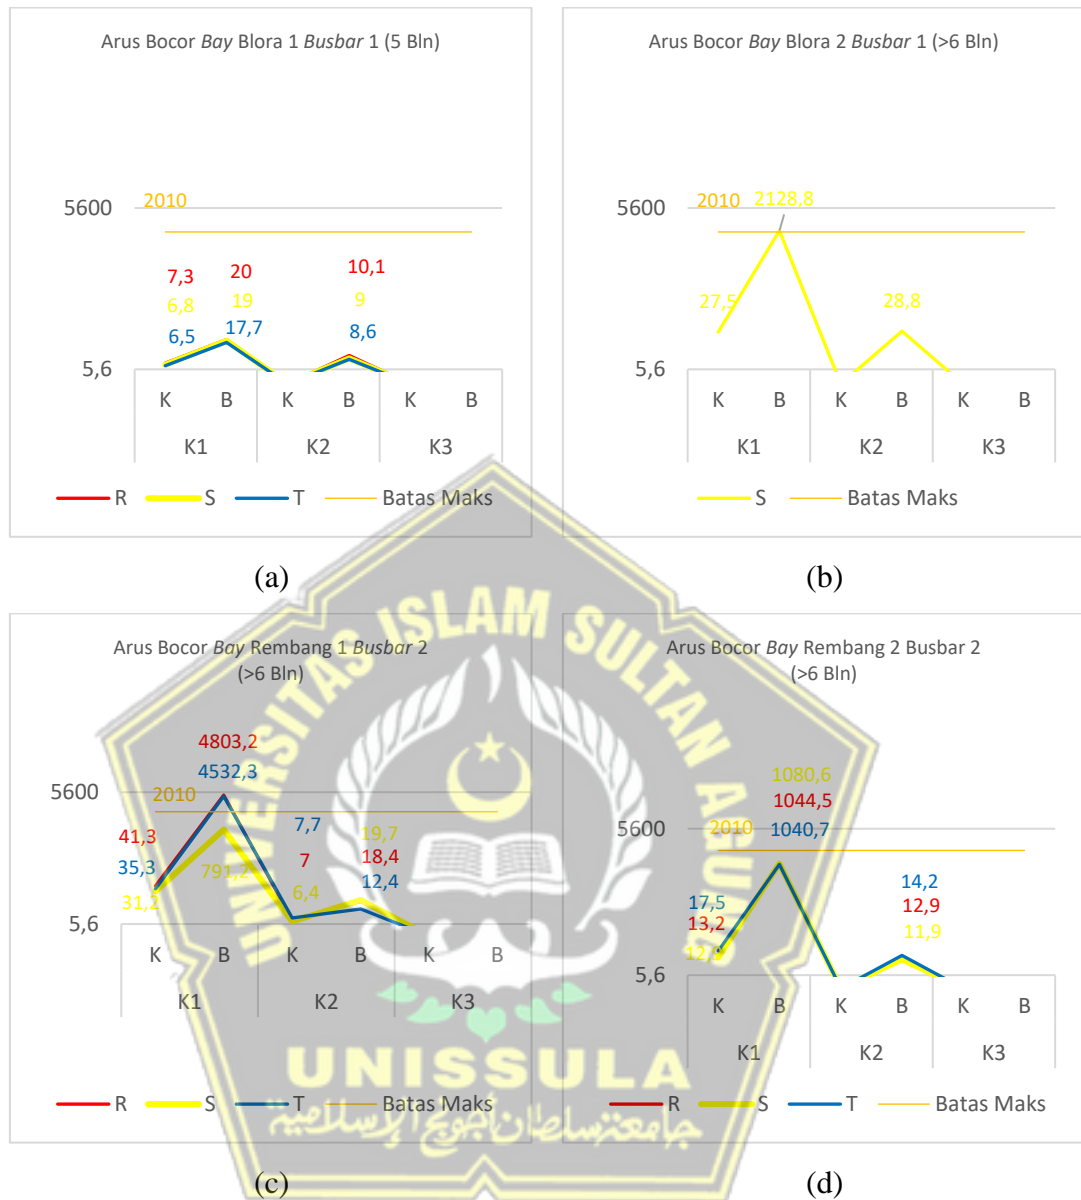 Arus Bocor Bay Blora 1 Busbar 1 (5 Bln)
5600
2010
7,3
20
10,1
6,8
19
9
6,5
17,7
8,6
5,6
K B K B K B
K1 K2 K3
R S T Batas Maks
(a)
Arus Bocor Bay Blora 2 Busbar 1 (>6 Bln)
5600
2010
2128,8
27,5
28,8
5,6
K B K B K B
K1 K2 K3
S Batas Maks
(b)
Arus Bocor Bay Rembang 1 Busbar 2
(>6 Bln)
4803,2
4532,3
5600
2010
7,7
41,3
19,7
35,3
791,2
7
18,4
31,2
6,4
12,4
5,6
K B K B K B
K1 K2 K3
R S T Batas Maks
(c)
Arus Bocor Bay Rembang 2 Busbar 2
(>6 Bln)
1080,6
1044,5
5600
2010
1040,7
17,5
14,2
13,2
12,9
11,9
5,6
K B K B K B
K1 K2 K3
R S T Batas Maks
(d)
UNIVERSITAS ISLAM SULTAN AGUNG
UNISSULA
جامعتنسلطان أجونج الإسلامية